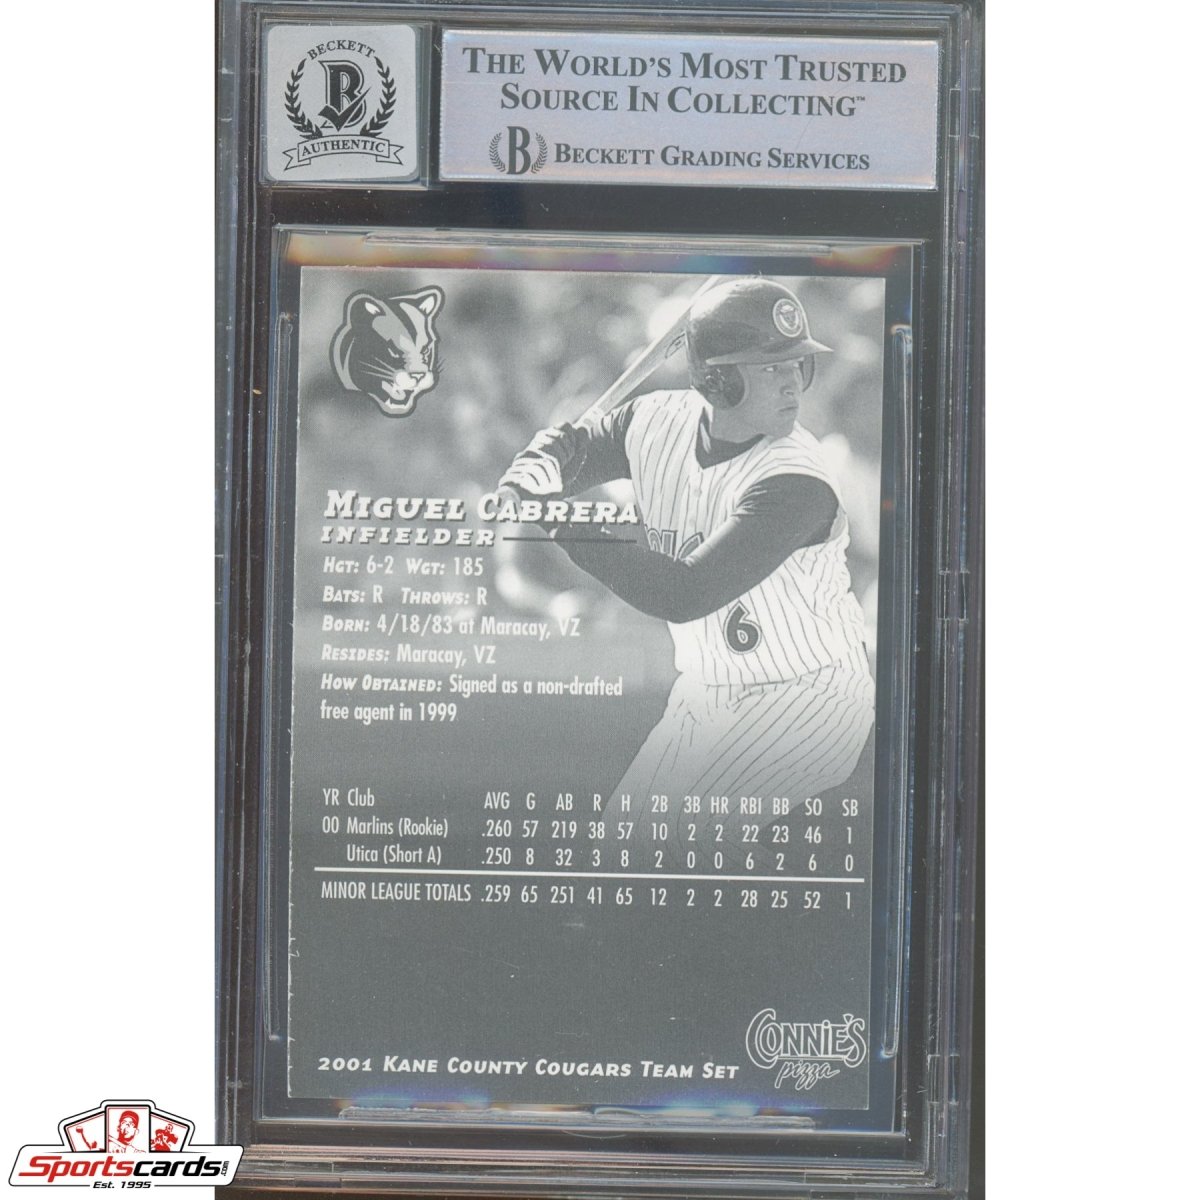 BECKETT
B
AUTHENTIC
THE WORLD'S MOST TRUSTED
SOURCE IN COLLECTING™
B BECKETT GRADING SERVICES
MIGUEL CABRERA
INFIELDER
HGT: 6-2 WGT: 185
BATS: R THROWS: R
BORN: 4/18/83 at Maracay, VZ
RESIDES: Maracay, VZ
HOW OBTAINED: Signed as a non-drafted
free agent in 1999
6
YR Club AVG G AB R H 2B 3B HR RBI BB SO SB
00 Marlins (Rookie) .260 57 219 38 57 10 2 2 22 23 46 1
Utica (Short A) .250 8 32 3 8 2 0 0 6 2 6 0
MINOR LEAGUE TOTALS .259 65 251 41 65 12 2 2 28 25 52 1
CONNIE'S
pizza
2001 KANE COUNTY COUGARS TEAM SET
Sportscards.com
Est. 1995